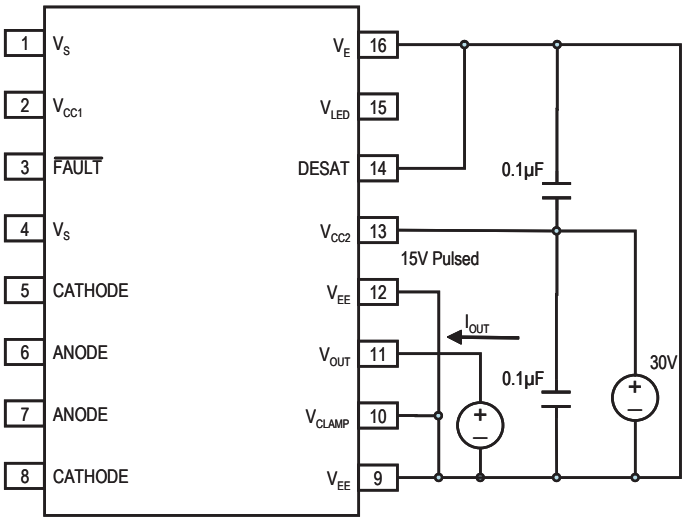 1 VS
2 VCC1
3 FAULT
4 VS
5 CATHODE
6 ANODE
7 ANODE
8 CATHODE
VE 16
VLED 15
DESAT 14
VCC2 13
VEE 12
VOUT 11
VCLAMP 10
VEE 9
0.1µF
15V Pulsed
IOUT
0.1µF
30V
+
−
+
−